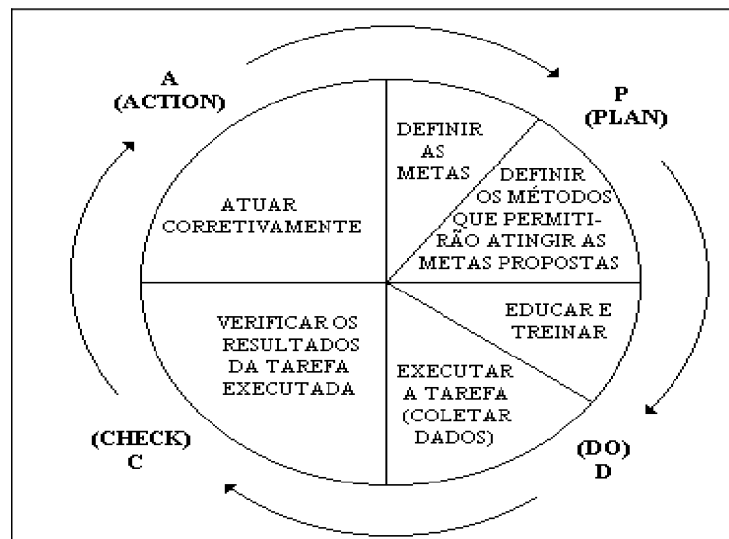 A
(ACTION)
P
(PLAN)
DEFINIR
AS
METAS
DEFINIR
OS MÉTODOS
QUE PERMITI-
RÃO ATINGIR AS
METAS PROPOSTAS
ATUAR
CORRETIVAMENTE
EDUCAR E
TREINAR
VERIFICAR OS
RESULTADOS
DA TAREFA
EXECUTADA
EXECUTAR
A TAREFA
(COLETAR
DADOS)
(CHECK)
C
(DO)
D